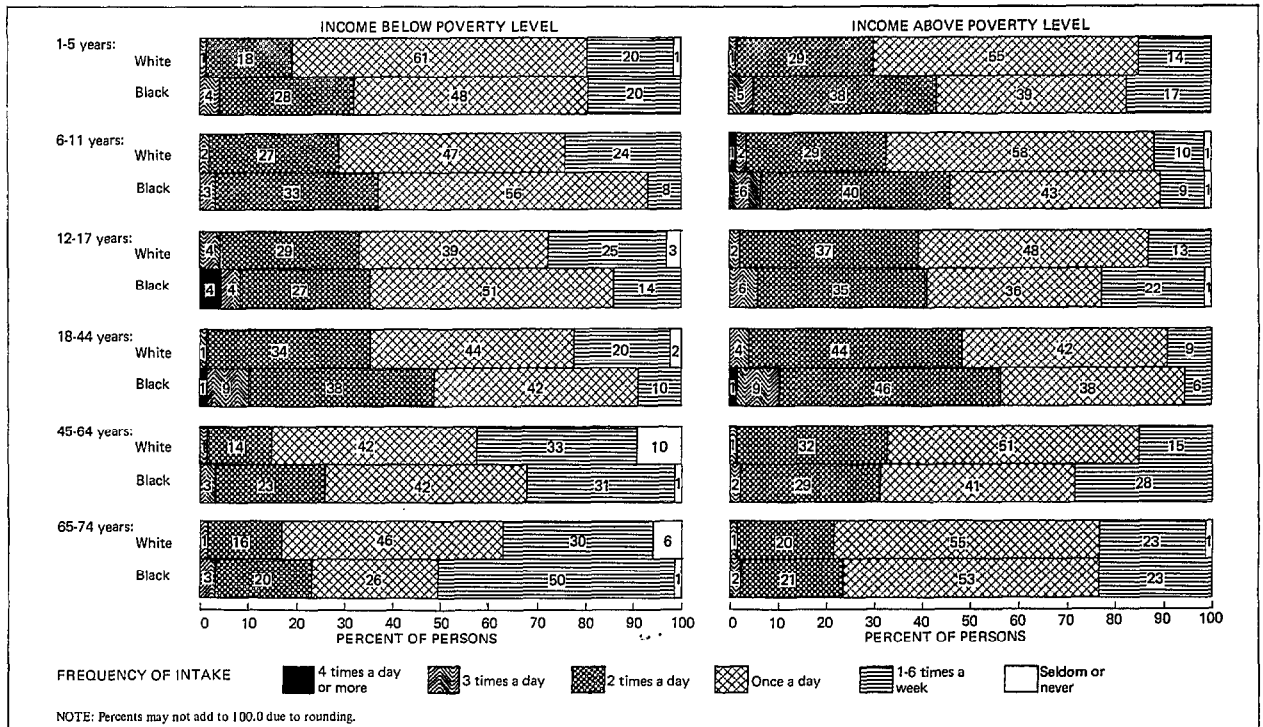 INCOME BELOW POVERTY LEVEL INCOME ABOVE POVERTY LEVEL
1-5 years:
White 1 18 61 20 1 1 29 55 14
Black 4 28 48 20 5 38 39 17
6-11 years:
White 2 27 47 24 1 2 29 58 10 1
Black 3 33 56 8 6 40 43 9 1
12-17 years:
White 4 29 39 25 3 2 37 48 13
Black 4 4 27 51 14 6 35 36 22 1
18-44 years:
White 1 34 44 20 2 4 44 42 9
Black 1 9 38 42 10 1 9 46 38 6
45-64 years:
White 1 14 42 33 10 1 32 51 15
Black 3 23 42 31 1 2 29 41 28
65-74 years:
White 1 16 46 30 6 1 20 55 23 1
Black 3 20 26 50 1 2 21 53 23
0 10 20 30 40 50 60 70 80 90 100 0 10 20 30 40 50 60 70 80 90 100
PERCENT OF PERSONS PERCENT OF PERSONS
FREQUENCY OF INTAKE 4 times a day or more 3 times a day 2 times a day Once a day 1-6 times a week Seldom or never
NOTE: Percents may not add to 100.0 due to rounding.